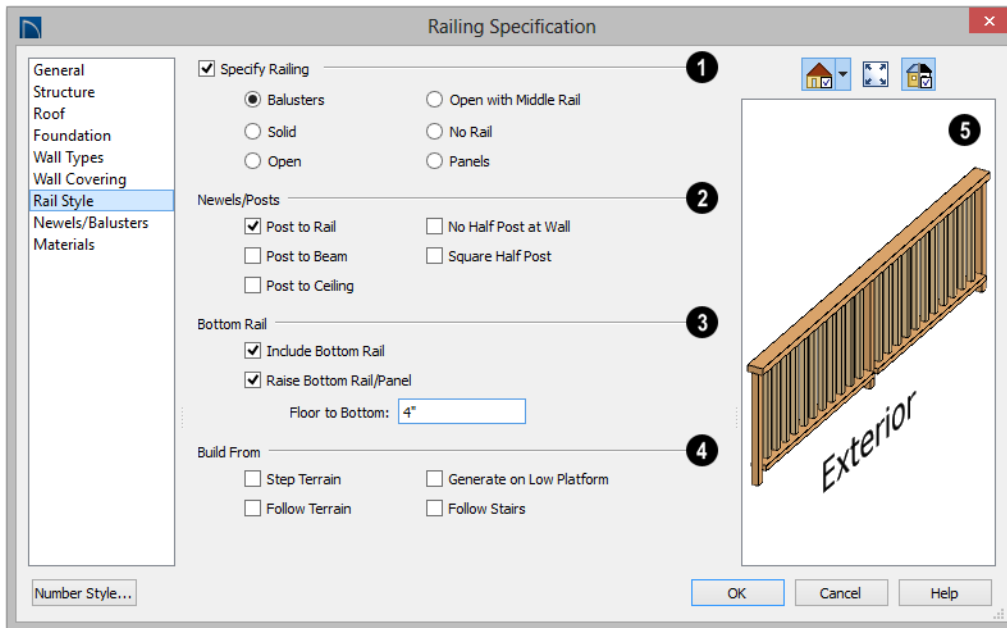 Railing Specification
General
Structure
Roof
Foundation
Wall Types
Wall Covering
Rail Style
Newels/Balusters
Materials
Number Style...
Specify Railing
1
Balusters
Open with Middle Rail
Solid
No Rail
Open
Panels
Newels/Posts
2
Post to Rail
No Half Post at Wall
Post to Beam
Square Half Post
Post to Ceiling
Bottom Rail
3
Include Bottom Rail
Raise Bottom Rail/Panel
Floor to Bottom: 4"
Build From
4
Step Terrain
Generate on Low Platform
Follow Terrain
Follow Stairs
5
Exterior
OK
Cancel
Help